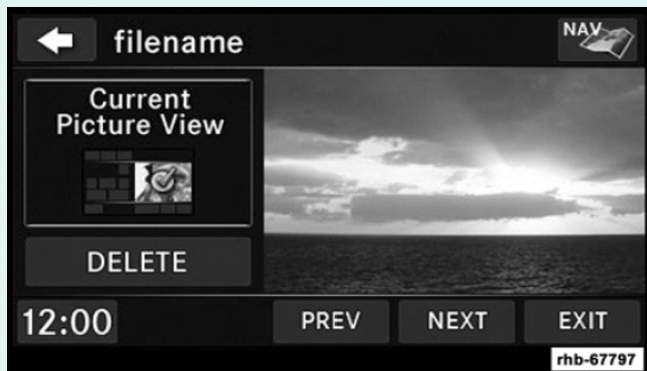 filename
NAV
Current
Picture View
DELETE
12:00
PREV
NEXT
EXIT
rhb-67797